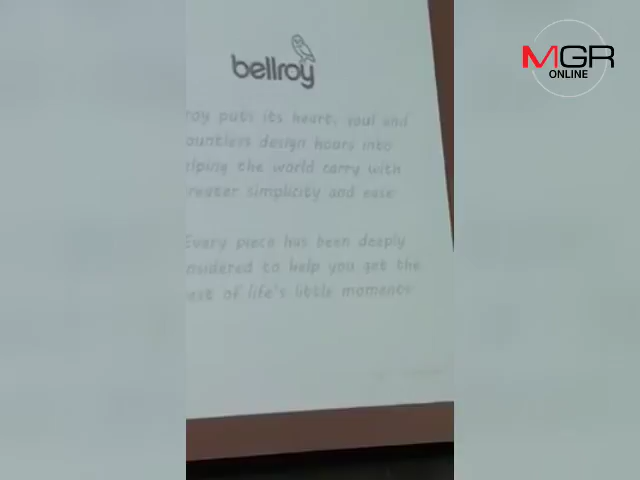 MGR
ONLINE
bellroy
roy puts its heart, soul and
ountless design hours into
lping the world carry with
reater simplicity and ease
Every piece has been deeply
nsidered to help you get the
est of life's little moments